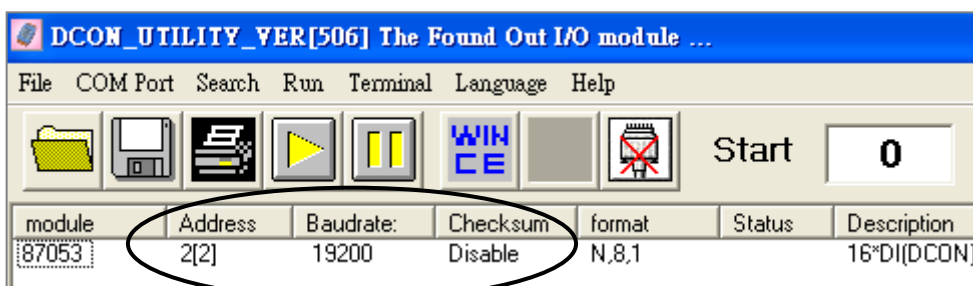 DCON_UTILITY_VER[506] The Found Out I/O module ...
File COM Port Search Run Terminal Language Help
WIN CE Start 0
module Address Baudrate: Checksum format Status Description
87053 2[2] 19200 Disable N,8,1 16*DI(DCON)